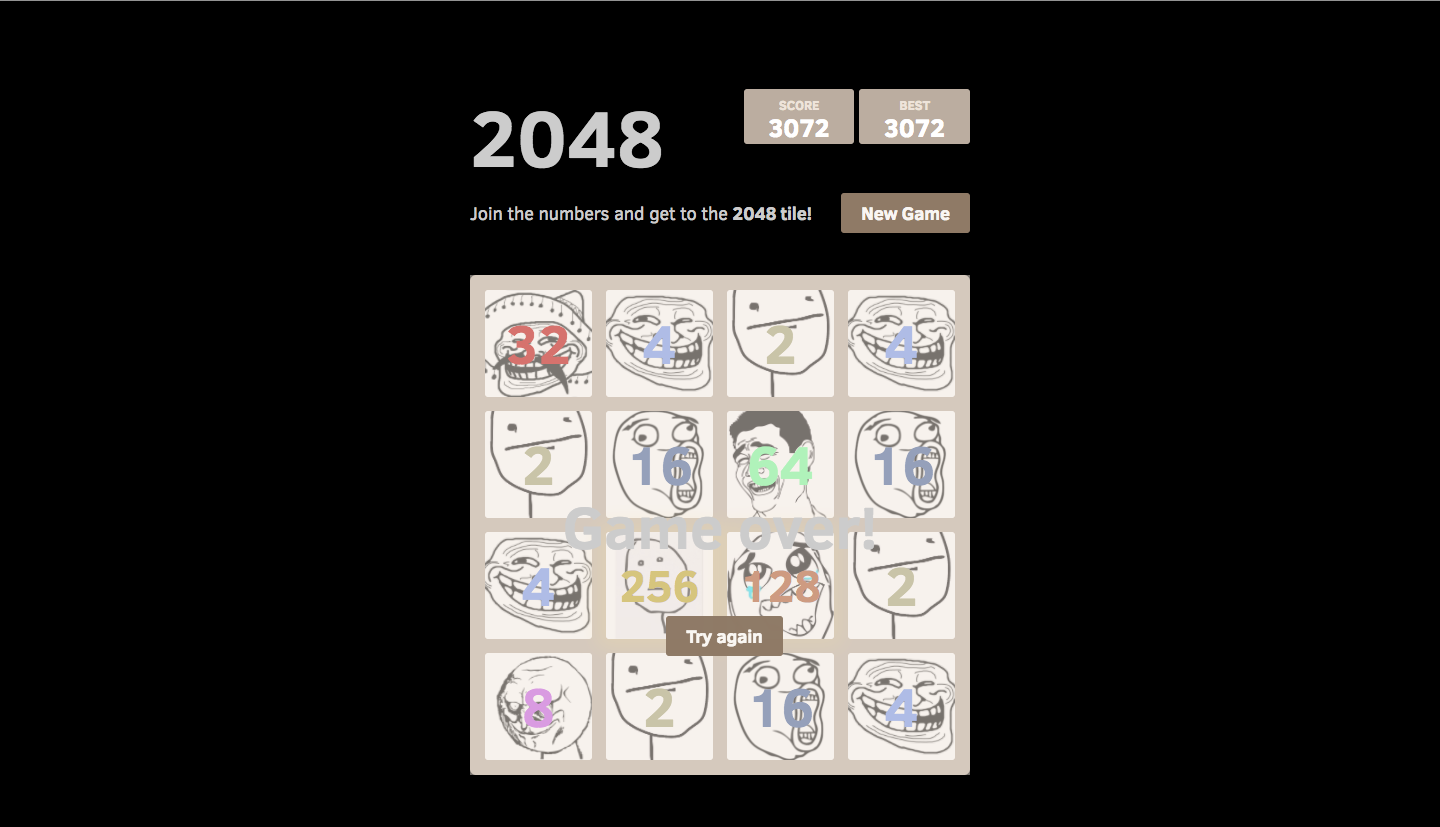 SCORE BEST
2048 3072 3072
Join the numbers and get to the 2048 tile! New Game
32 4 2 4
2 16 64 16
Game over!
4 256 128 2
Try again
8 2 16 4